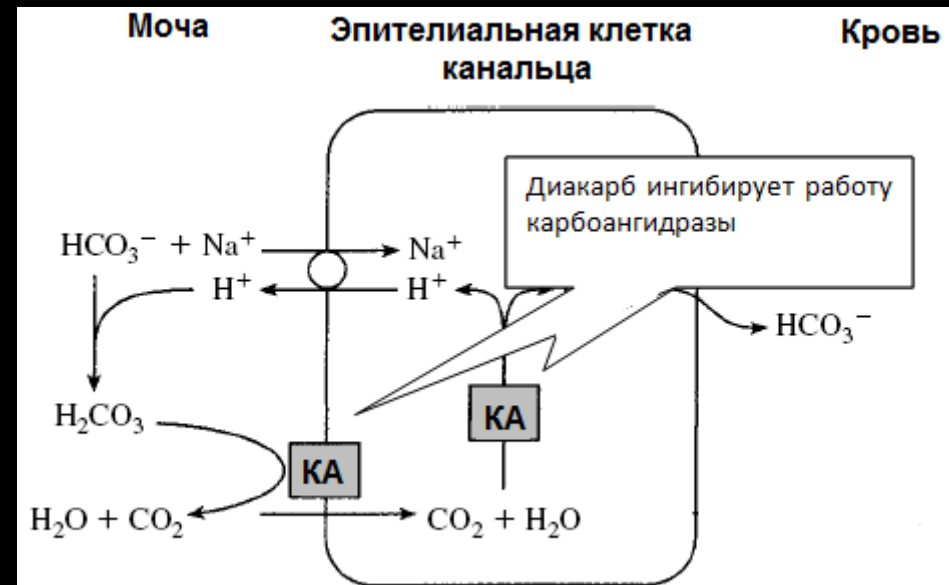 Моча
Эпителиальная клетка
канальца
Кровь
Диакарб ингибирует работу
карбоангидразы
HCO₃⁻ + Na⁺
Na⁺
H⁺
H⁺
HCO₃⁻
H₂CO₃
КА
КА
H₂O + CO₂
CO₂ + H₂O